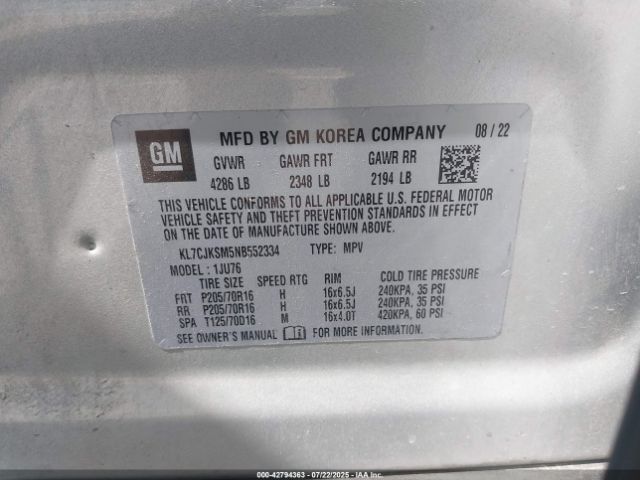 GM
MFD BY GM KOREA COMPANY 08 / 22
GVWR GAWR FRT GAWR RR
4286 LB 2348 LB 2194 LB
THIS VEHICLE CONFORMS TO ALL APPLICABLE U.S. FEDERAL MOTOR
VEHICLE SAFETY AND THEFT PREVENTION STANDARDS IN EFFECT
ON THE DATE OF MANUFACTURE SHOWN ABOVE.
KL7CJKSM5NB552334 TYPE: MPV
MODEL : 1JU76
TIRE SIZE SPEED RTG RIM COLD TIRE PRESSURE
FRT P205/70R16 H 16x6.5J 240KPA, 35 PSI
RR P205/70R16 H 16x6.5J 240KPA, 35 PSI
SPA T125/70D16 M 16x4.0T 420KPA, 60 PSI
SEE OWNER'S MANUAL FOR MORE INFORMATION.
000-42794363 - 07/22/2025 - IAAI.COM